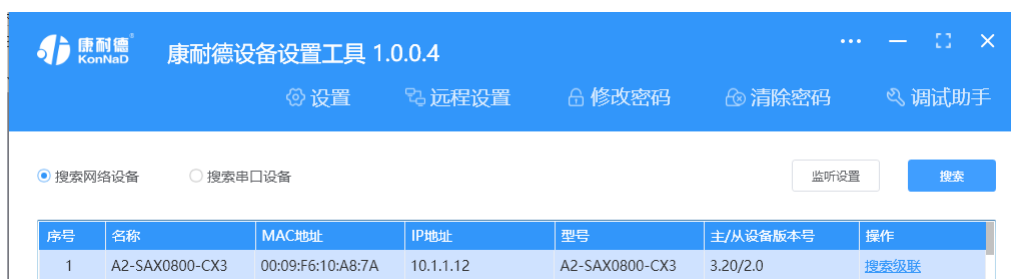 康耐德®
KonNaD
康耐德设备设置工具 1.0.0.4
设置 远程设置 修改密码 清除密码 调试助手
搜索网络设备 搜索串口设备 监听设置 搜索
序号 名称 MAC地址 IP地址 型号 主/从设备版本号 操作
1 A2-SAX0800-CX3 00:09:F6:10:A8:7A 10.1.1.12 A2-SAX0800-CX3 3.20/2.0 搜索级联